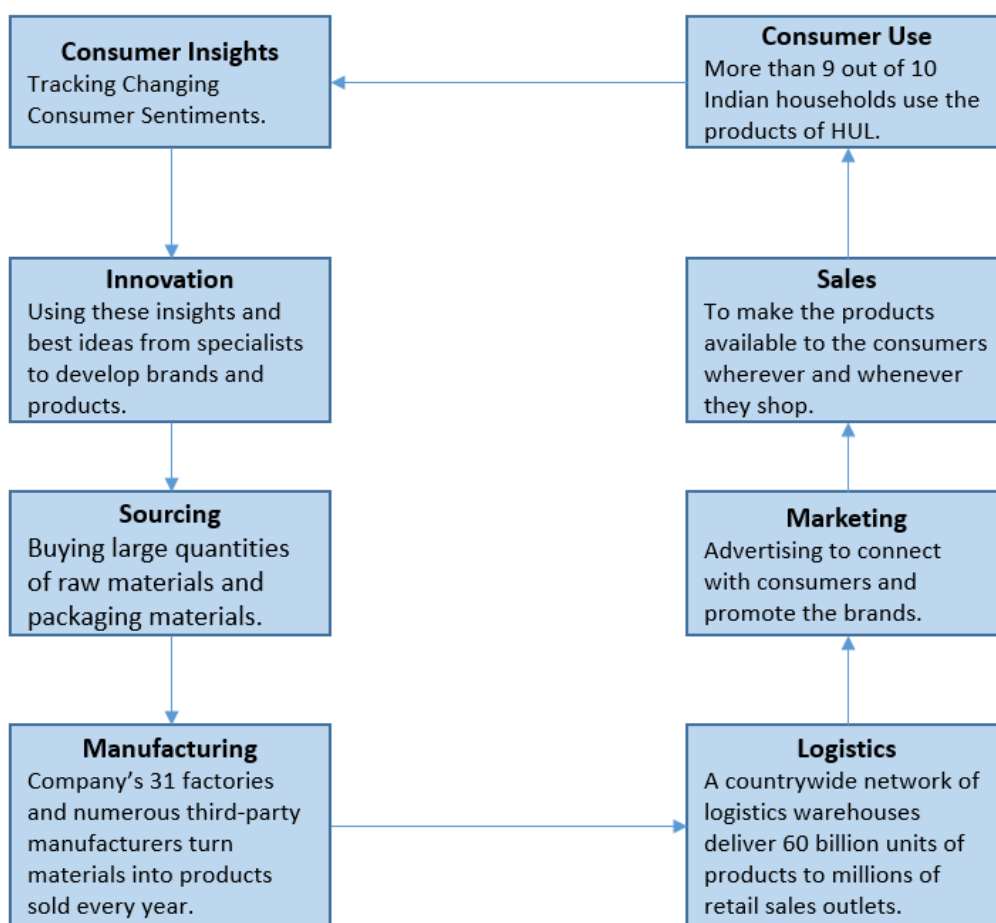 Consumer Insights
Tracking Changing
Consumer Sentiments.
Innovation
Using these insights and
best ideas from specialists
to develop brands and
products.
Sourcing
Buying large quantities
of raw materials and
packaging materials.
Manufacturing
Company’s 31 factories
and numerous third-party
manufacturers turn
materials into products
sold every year.
Logistics
A countrywide network of
logistics warehouses
deliver 60 billion units of
products to millions of
retail sales outlets.
Marketing
Advertising to connect
with consumers and
promote the brands.
Sales
To make the products
available to the consumers
wherever and whenever
they shop.
Consumer Use
More than 9 out of 10
Indian households use the
products of HUL.